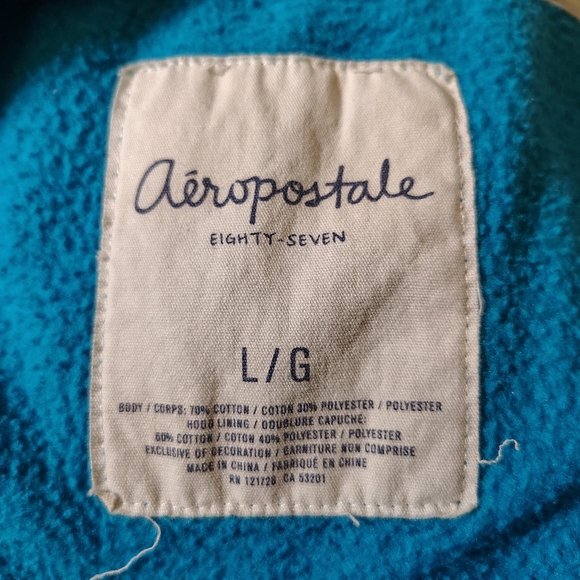 aéropostale
EIGHTY-SEVEN
L/G
BODY / CORPS: 70% COTTON / COTON 30% POLYESTER / POLYESTER
HOOD LINING / DOUBLURE CAPUCHE:
60% COTTON / COTON 40% POLYESTER / POLYESTER
EXCLUSIVE OF DECORATION / GARNITURE NON COMPRISE
MADE IN CHINA / FABRIQUÉ EN CHINE
RN 121726 CA 53201